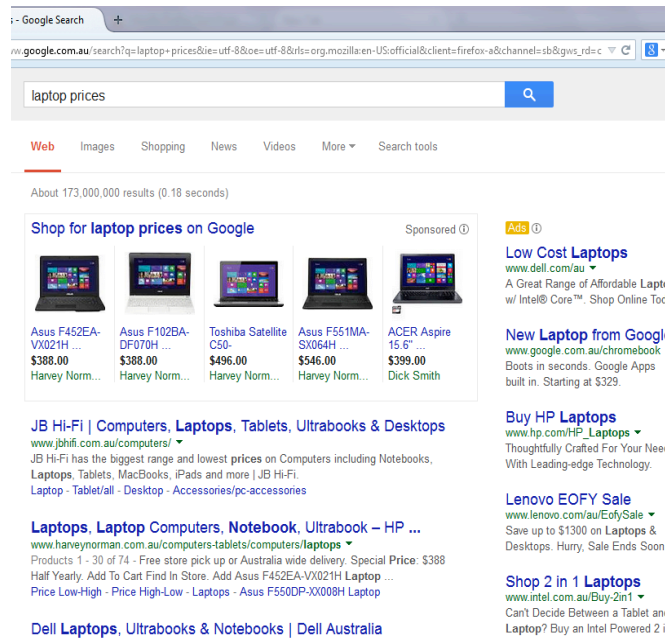 - Google Search
www.google.com.au/search?q=laptop+prices&ie=utf-8&oe=utf-8&rls=org.mozilla:en-US:official&client=firefox-a&channel=sb&gws_rd=c
laptop prices
Web Images Shopping News Videos More Search tools
About 173,000,000 results (0.18 seconds)
Shop for laptop prices on Google Sponsored
Asus F452EA-VX021H ...
$388.00
Harvey Norm...
Asus F102BA-DF070H ...
$388.00
Harvey Norm...
Toshiba Satellite C50-
$496.00
Harvey Norm...
Asus F551MA-SX064H ...
$546.00
Harvey Norm...
ACER Aspire 15.6" ...
$399.00
Dick Smith
JB Hi-Fi | Computers, Laptops, Tablets, Ultrabooks & Desktops
www.jbhifi.com.au/computers/
JB Hi-Fi has the biggest range and lowest prices on Computers including Notebooks,
Laptops, Tablets, MacBooks, iPads and more | JB Hi-Fi.
Laptop - Tablet/all - Desktop - Accessories/pc-accessories
Laptops, Laptop Computers, Notebook, Ultrabook – HP ...
www.harveynorman.com.au/computers-tablets/computers/laptops
Products 1 - 30 of 74 - Free store pick up or Australia wide delivery. Special Price: $388
Half Yearly. Add To Cart Find In Store. Add Asus F452EA-VX021H Laptop ...
Price Low-High - Price High-Low - Laptops - Asus F550DP-XX008H Laptop
Dell Laptops, Ultrabooks & Notebooks | Dell Australia
Ads
Low Cost Laptops
www.dell.com/au
A Great Range of Affordable Lapto
w/ Intel® Core™. Shop Online Tod
New Laptop from Google
www.google.com.au/chromebook
Boots in seconds. Google Apps
built in. Starting at $329.
Buy HP Laptops
www.hp.com/HP_Laptops
Thoughtfully Crafted For Your Nee
With Leading-edge Technology.
Lenovo EOFY Sale
www.lenovo.com/au/EofySale
Save up to $1300 on Laptops &
Desktops. Hurry, Sale Ends Soon
Shop 2 in 1 Laptops
www.intel.com.au/Buy-2in1
Can't Decide Between a Tablet and
Laptop? Buy an Intel Powered 2 i